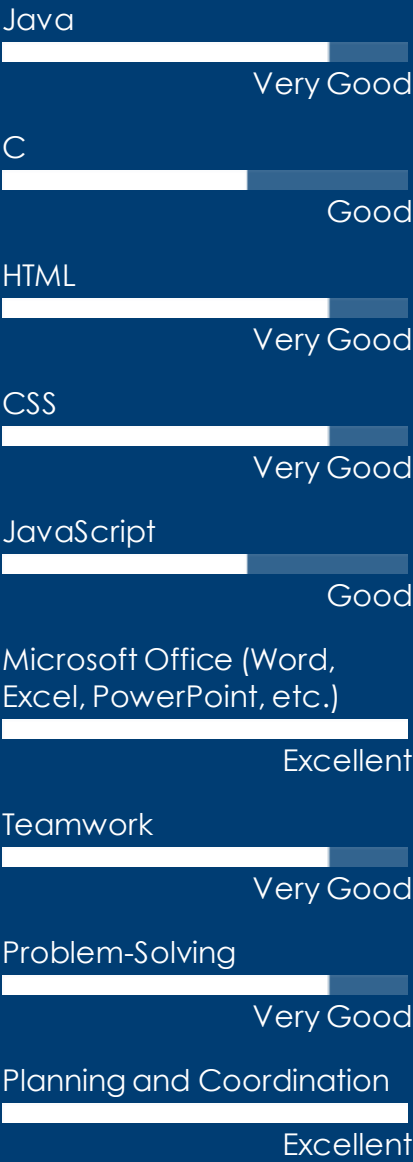 Java
Very Good
C
Good
HTML
Very Good
CSS
Very Good
JavaScript
Good
Microsoft Office (Word,
Excel, PowerPoint, etc.)
Excellent
Teamwork
Very Good
Problem-Solving
Very Good
Planning and Coordination
Excellent